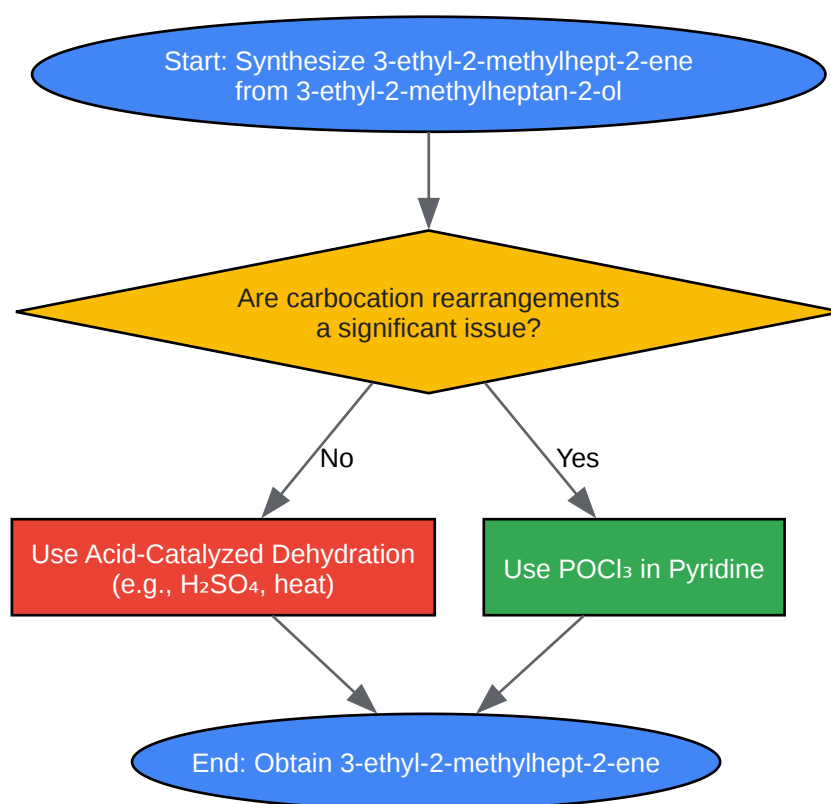 Start: Synthesize 3-ethyl-2-methylhept-2-ene
from 3-ethyl-2-methylheptan-2-ol
Are carbocation rearrangements
a significant issue?
No
Yes
Use Acid-Catalyzed Dehydration
(e.g., H₂SO₄, heat)
Use POCl₃ in Pyridine
End: Obtain 3-ethyl-2-methylhept-2-ene